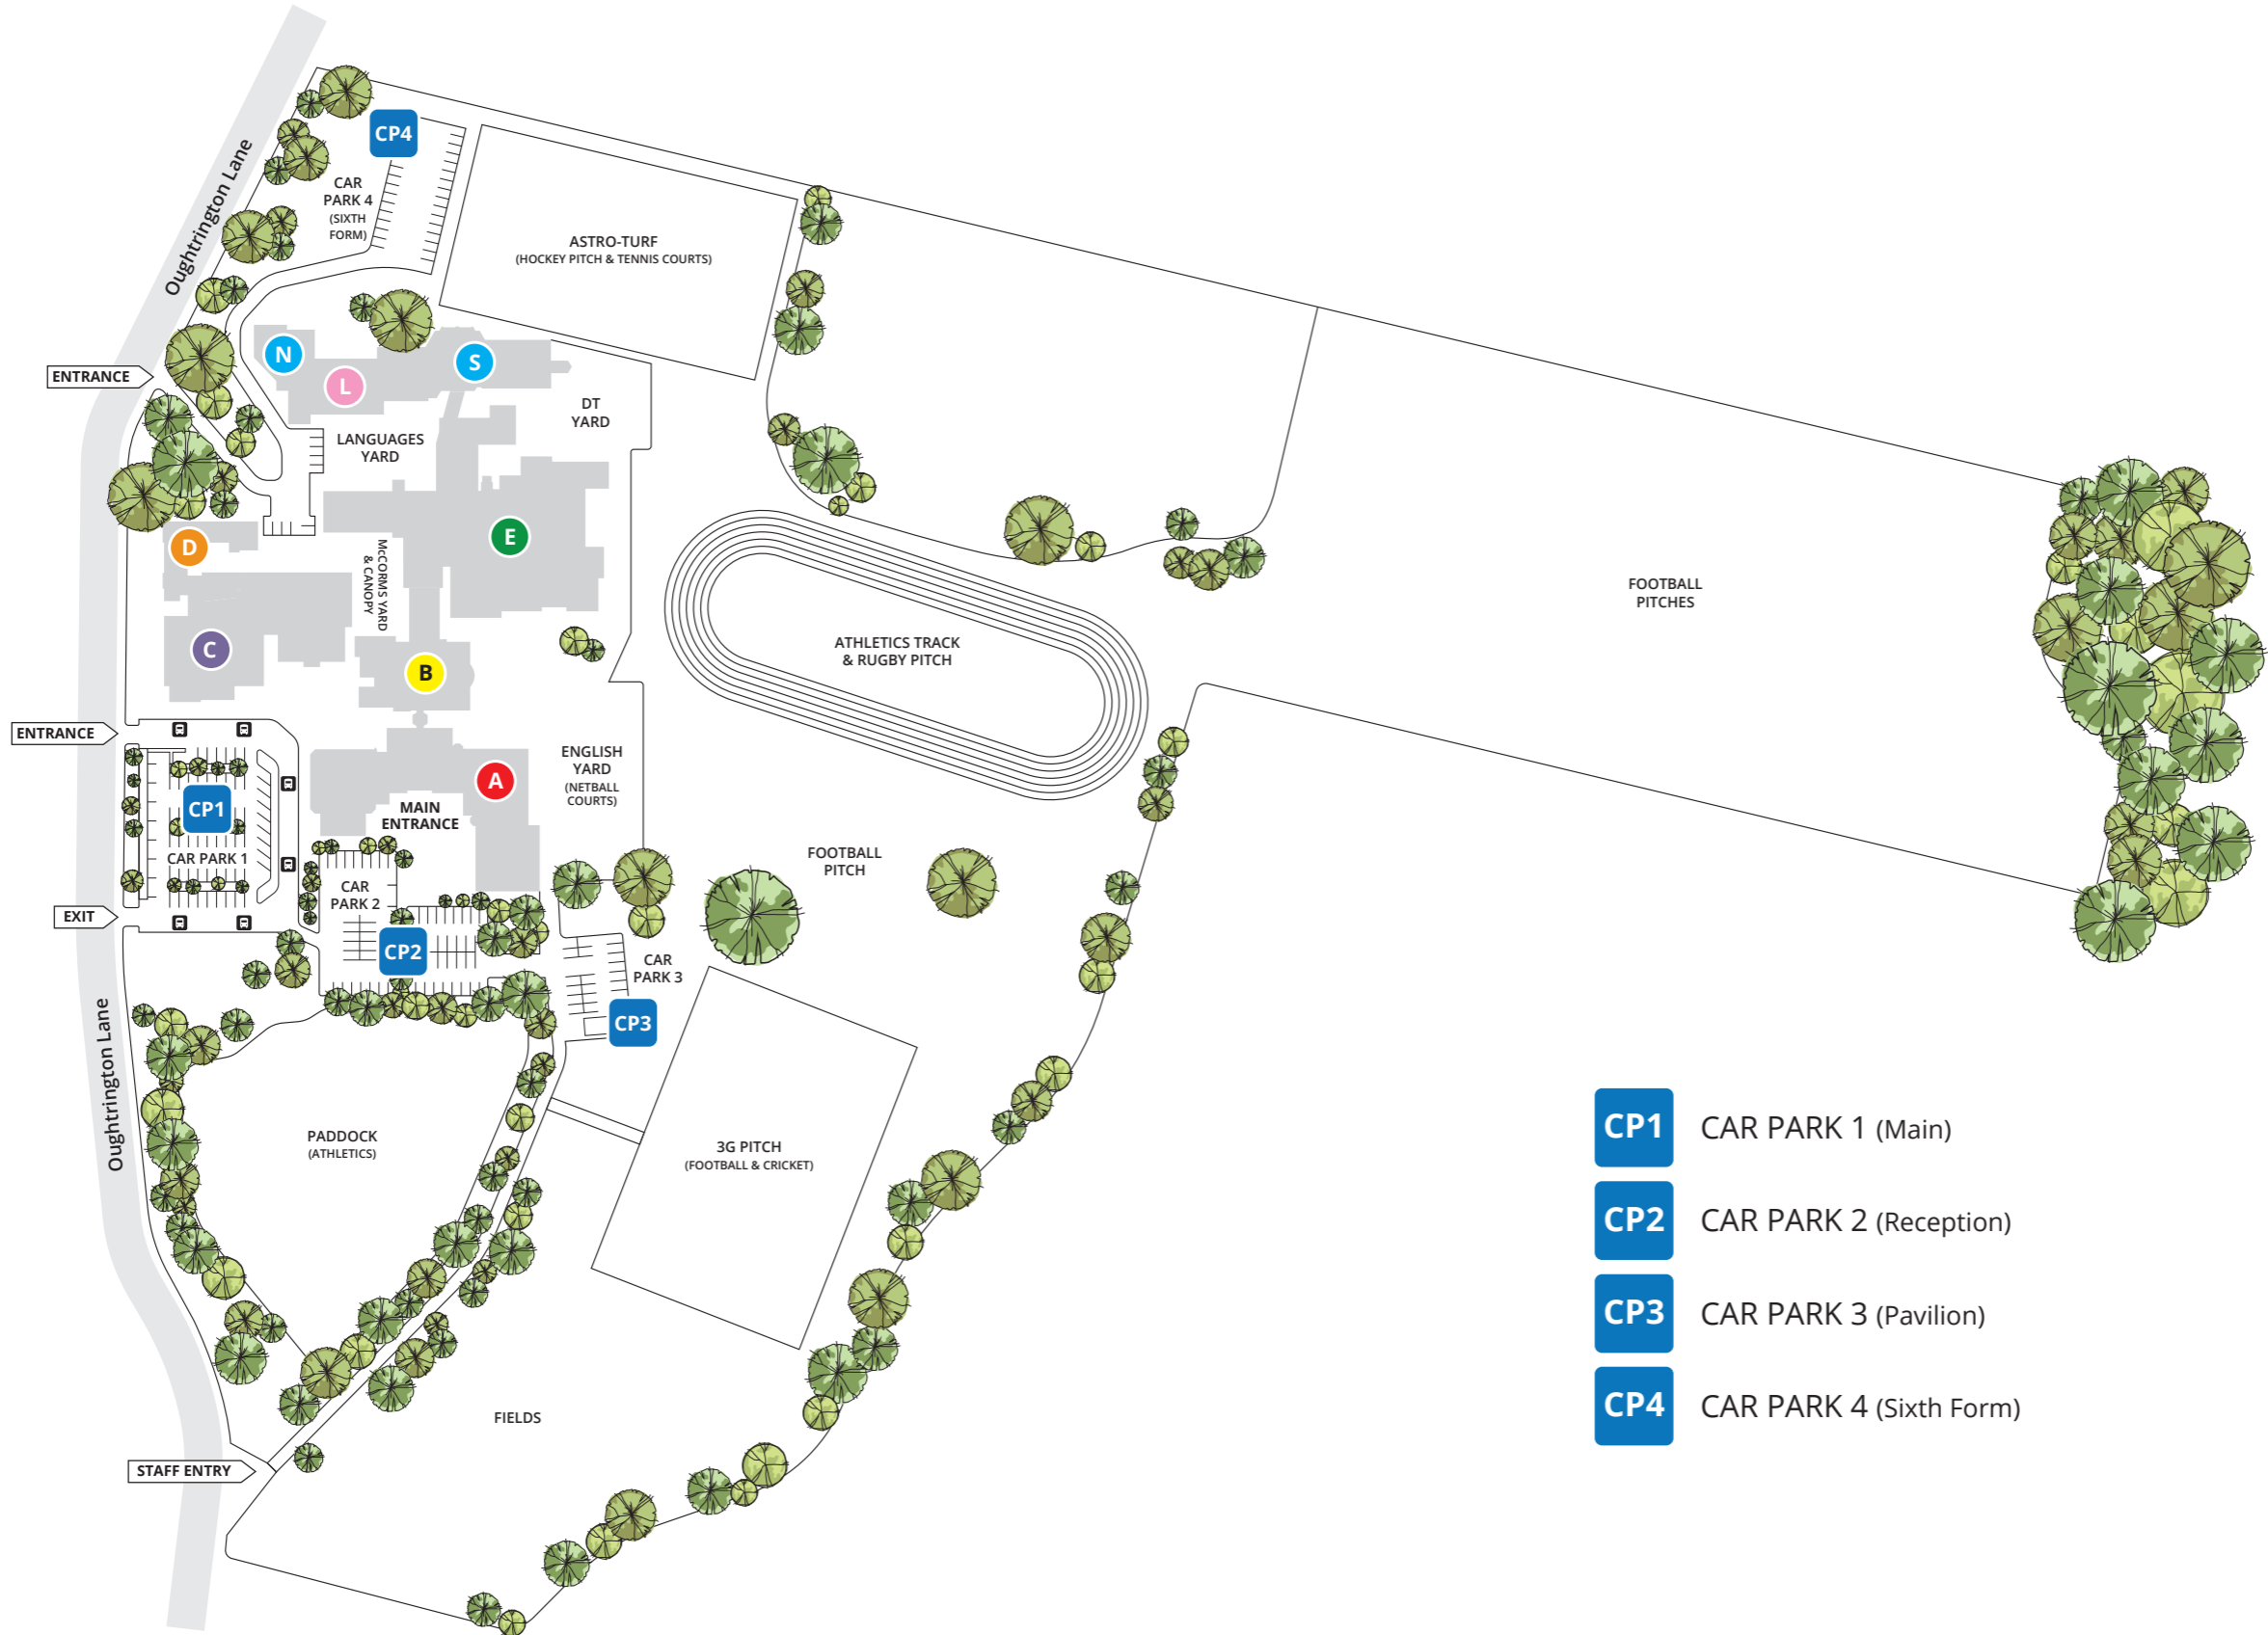 CP4
CAR
PARK 4
(SIXTH
FORM)
Oughtrington Lane
ASTRO-TURF
(HOCKEY PITCH & TENNIS COURTS)
N
S
L
ENTRANCE
DT
YARD
LANGUAGES
YARD
D
E
McCORMS YARD
& CANOPY
FOOTBALL
PITCHES
ATHLETICS TRACK
& RUGBY PITCH
C
B
ENTRANCE
ENGLISH
YARD
(NETBALL
COURTS)
A
CP1
MAIN
ENTRANCE
CAR PARK 1
FOOTBALL
PITCH
CAR
PARK 2
EXIT
CP2
CAR
PARK 3
CP3
Oughtrington Lane
PADDOCK
(ATHLETICS)
3G PITCH
(FOOTBALL & CRICKET)
FIELDS
STAFF ENTRY
CP1 CAR PARK 1 (Main)
CP2 CAR PARK 2 (Reception)
CP3 CAR PARK 3 (Pavilion)
CP4 CAR PARK 4 (Sixth Form)